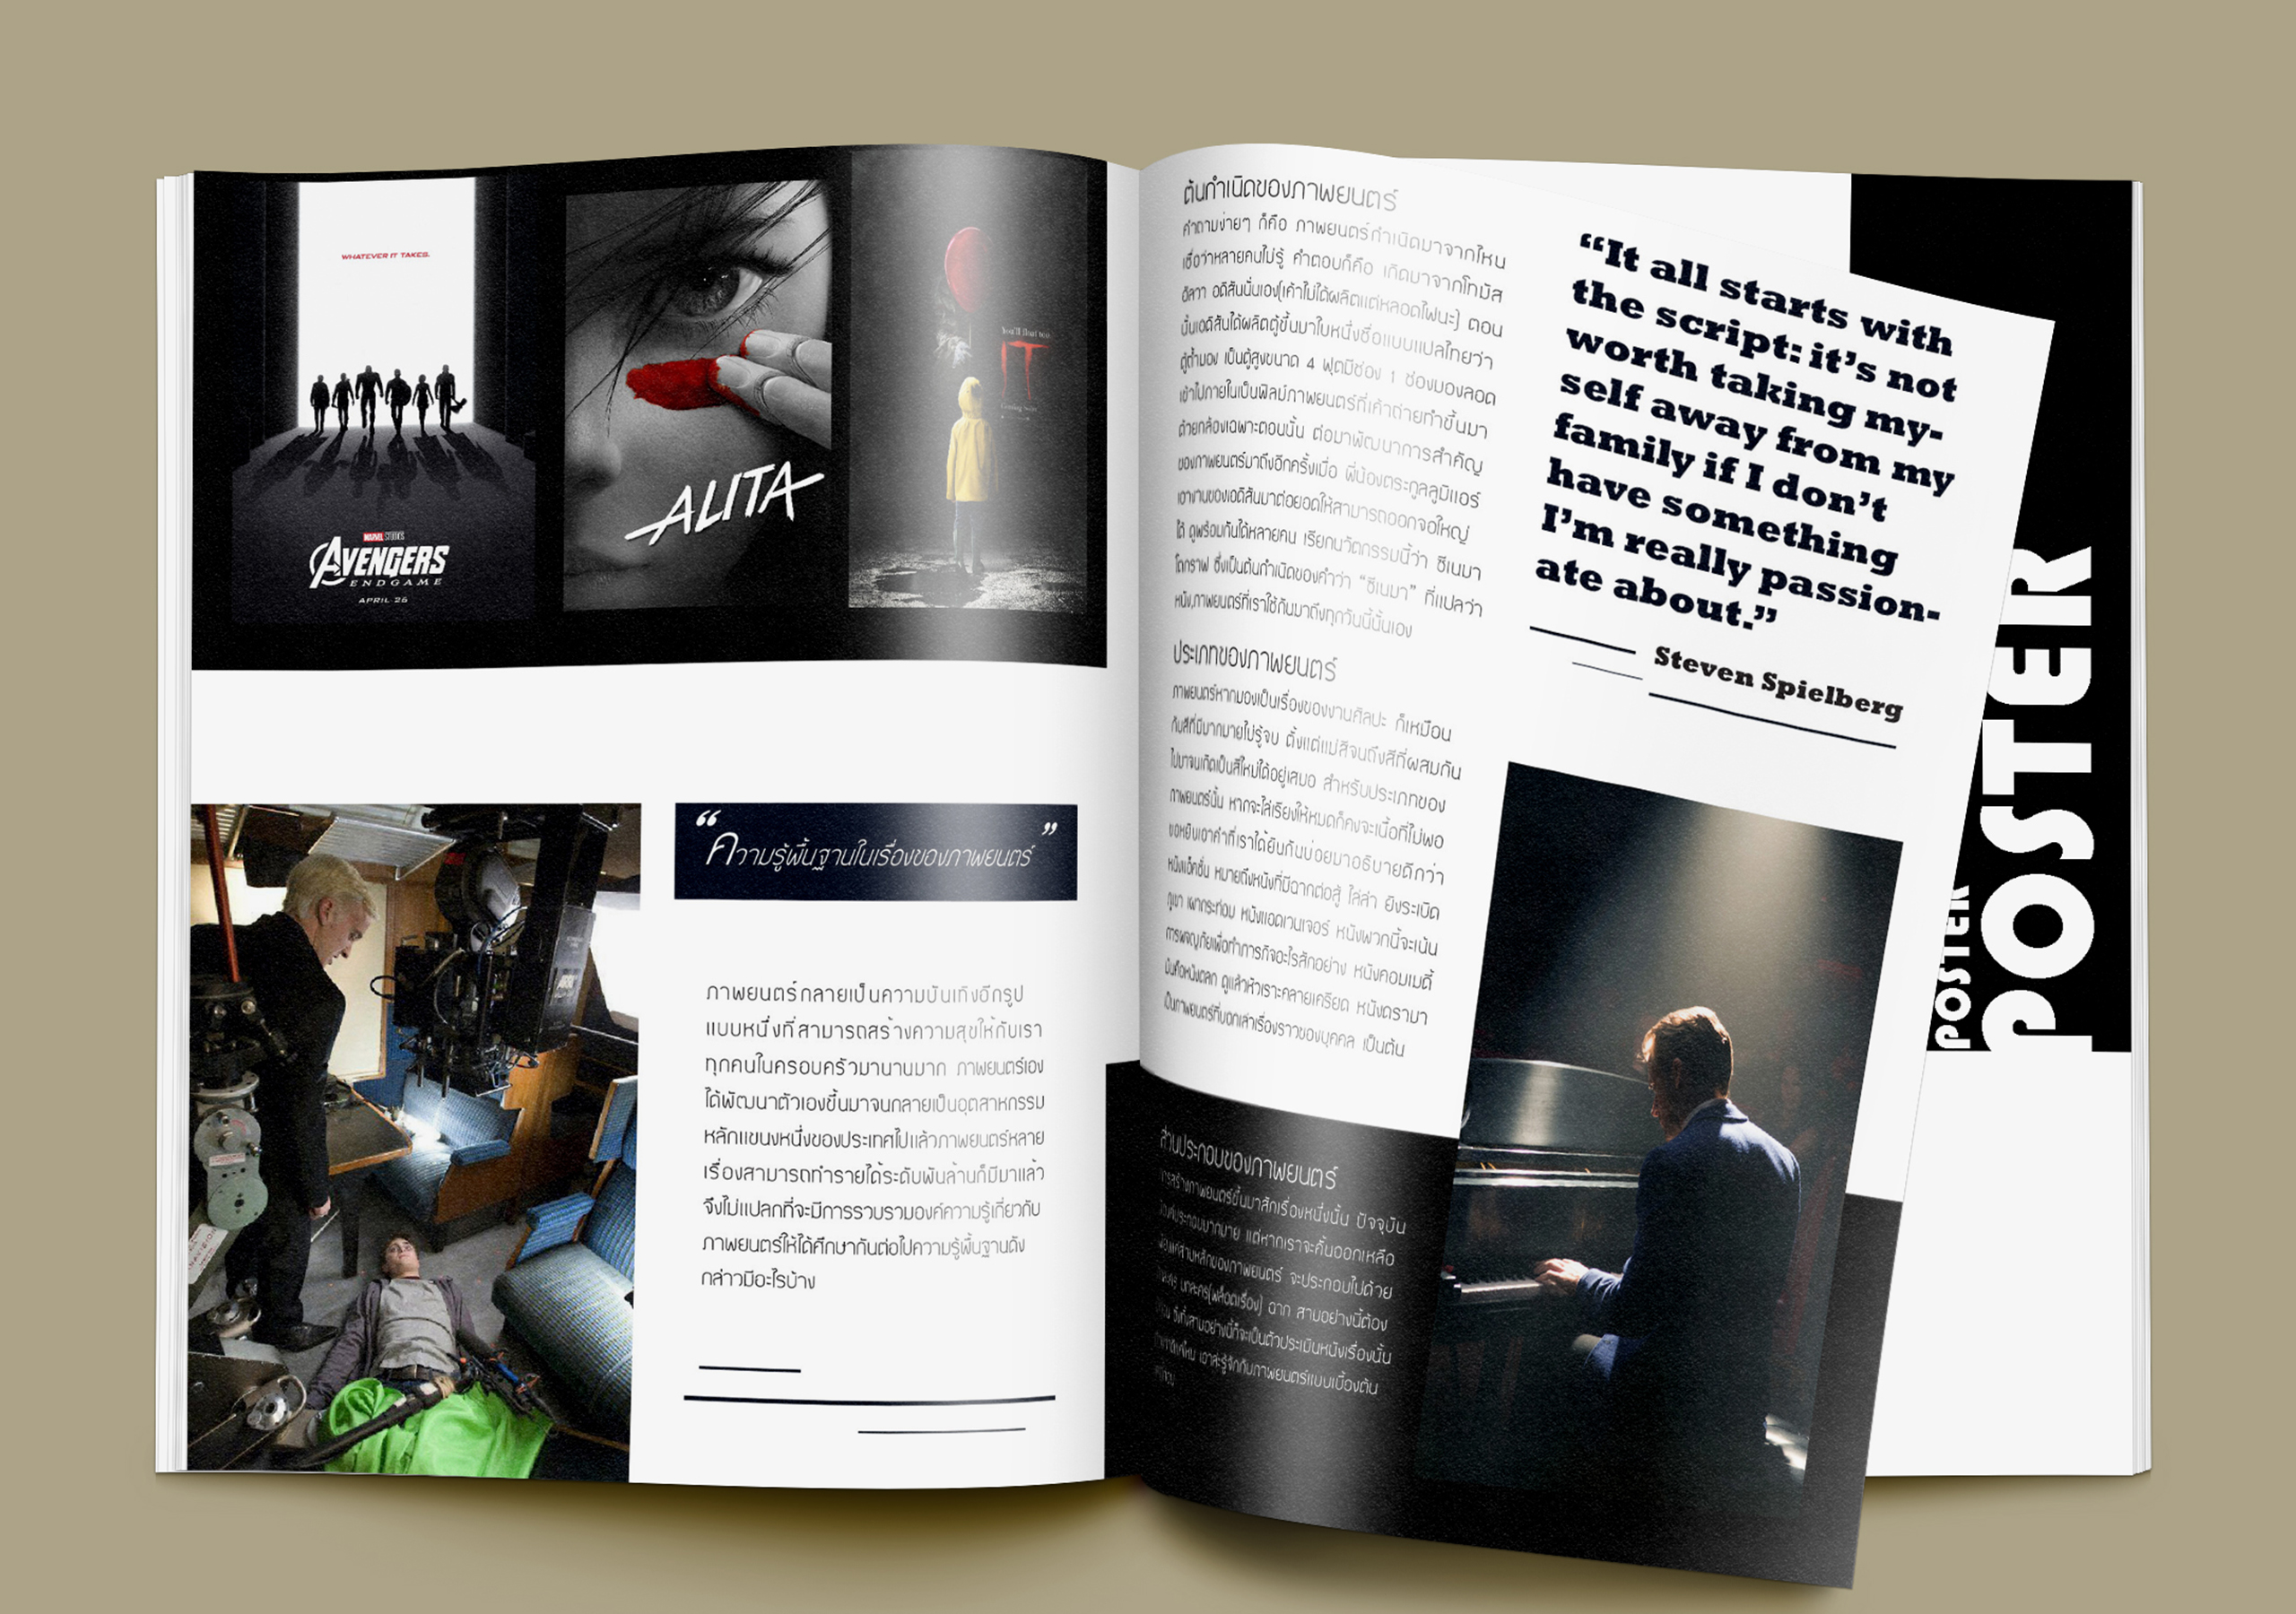 WHATEVER IT TAKES.
MARVEL STUDIOS
AVENGERS
ENDGAME
APRIL 26
ALITA
You'll float too.
IT
“ความรู้พื้นฐานในเรื่องของภาพยนตร์”
ภาพยนตร์กลายเป็นความบันเทิงอีกรูป
แบบหนึ่งที่สามารถสร้างความสุขให้กับเรา
ทุกคนในครอบครัวมานานมาก ภาพยนตร์เอง
ได้พัฒนาตัวเองขึ้นมาจนกลายเป็นอุตสาหกรรม
หลักแขนงหนึ่งของประเทศไปแล้วภาพยนตร์หลาย
เรื่องสามารถทำรายได้ระดับพันล้านก็มีมาแล้ว
จึงไม่แปลกที่จะมีการรวบรวมองค์ความรู้เกี่ยวกับ
ภาพยนตร์ให้ได้ศึกษากันต่อไปความรู้พื้นฐานดัง
กล่าวมีอะไรบ้าง
ต้นกำเนิดของภาพยนตร์
คำถามง่ายๆ ก็คือ ภาพยนตร์กำเนิดมาจากไหน
เชื่อว่าหลายคนไม่รู้ คำตอบก็คือ เกิดมาจากโทมัส
อัลวา อดิสันนั่นเอง(เค้าไม่ได้ผลิตแต่หลอดไฟนะ) ตอน
นั้นเอดิสันได้ผลิตตู้ขึ้นมาใบหนึ่งชื่อแบบแปลไทยว่า
ตู้ถ้ำมอง เป็นตู้สูงขนาด 4 ฟุตมีช่อง 1 ช่องมองลอด
เข้าไปภายในเป็นฟิลม์ภาพยนตร์ที่เค้าถ่ายทำขึ้นมา
ด้วยกล้องเฉพาะตอนนั้น ต่อมาพัฒนาการสำคัญ
ของภาพยนตร์มาถึงอีกครั้งเมื่อ พี่น้องตระกูลลูมิแอร์
เอางานของเอดิสันมาต่อยอดให้สามารถออกจอใหญ่
ได้ ดูพร้อมกันได้หลายคน เรียกนวัตกรรมนี้ว่า ซีเนมา
โตกราฟ ซึ่งเป็นต้นกำเนิดของคำว่า “ซีเนมา” ที่แปลว่า
หนัง,ภาพยนตร์ที่เราใช้กันมาถึงทุกวันนี้นั้นเอง
ประเภทของภาพยนตร์
ภาพยนตร์หากมองเป็นเรื่องของงานศิลปะ ก็เหมือน
กับสีที่มีมากมายไม่รู้จบ ตั้งแต่แม่สีจนถึงสีที่ผสมกัน
ไปมาจนเกิดเป็นสีใหม่ได้อยู่เสมอ สำหรับประเภทของ
ภาพยนตร์นั้น หากจะไล่เรียงให้หมดก็คงจะเนื้อที่ไม่พอ
ขอหยิบเอาคำที่เราได้ยินกันบ่อยมาอธิบายดีกว่า
หนังแอ็คชั่น หมายถึงหนังที่มีฉากต่อสู้ ไล่ล่า ยิงระเบิด
ภูเขา เผากระท่อม หนังแอดเวนเจอร์ หนังพวกนี้จะเน้น
การผจญภัยเพื่อทำภารกิจอะไรสักอย่าง หนังคอมเมดี้
มันคือหนังตลก ดูแล้วหัวเราะคลายเครียด หนังดรามา
เป็นภาพยนตร์ที่บอกเล่าเรื่องราวของบุคคล เป็นต้น
ส่วนประกอบของภาพยนตร์
การสร้างภาพยนตร์ขึ้นมาสักเรื่องหนึ่งนั้น ปัจจุบัน
องค์ประกอบมากมาย แต่หากเราจะคั้นออกเหลือ
ส่วนหลักของภาพยนตร์ จะประกอบไปด้วย
บทละคร(พล็อตเรื่อง) ฉาก สามอย่างนี้ต้อง
ซึ่งทั้งสามอย่างนี้ก็จะเป็นตัวประเมินหนังเรื่องนั้น
เอาล่ะรู้จักกับภาพยนตร์แบบเบื้องต้น
“It all starts with
the script: it’s not
worth taking my-
self away from my
family if I don’t
have something
I’m really passion-
ate about.”
Steven Spielberg
POSTER
POSTER